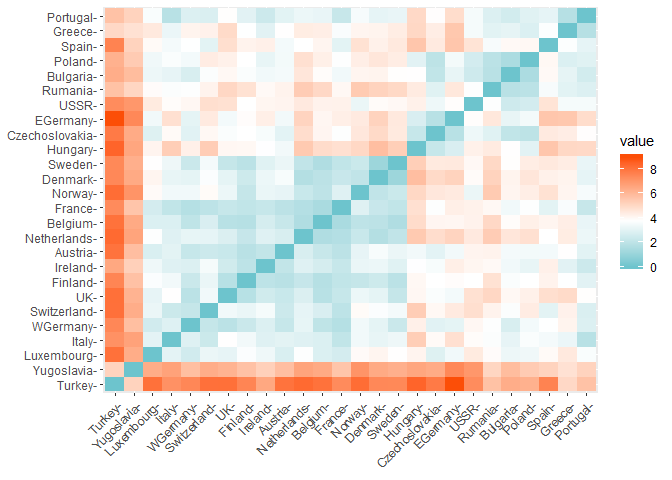 Portugal-
Greece-
Spain-
Poland-
Bulgaria-
Rumania-
USSR-
EGermany-
Czechoslovakia-
Hungary-
Sweden-
Denmark-
Norway-
France-
Belgium-
Netherlands-
Austria-
Ireland-
Finland-
UK-
Switzerland-
WGermany-
Italy-
Luxembourg-
Yugoslavia-
Turkey-
value
8
6
4
2
0
Turkey-
Yugoslavia-
Luxembourg-
Italy-
WGermany-
Switzerland-
UK-
Finland-
Ireland-
Austria-
Netherlands-
Belgium-
France-
Norway-
Denmark-
Sweden-
Hungary-
Czechoslovakia-
EGermany-
USSR-
Rumania-
Bulgaria-
Poland-
Spain-
Greece-
Portugal-